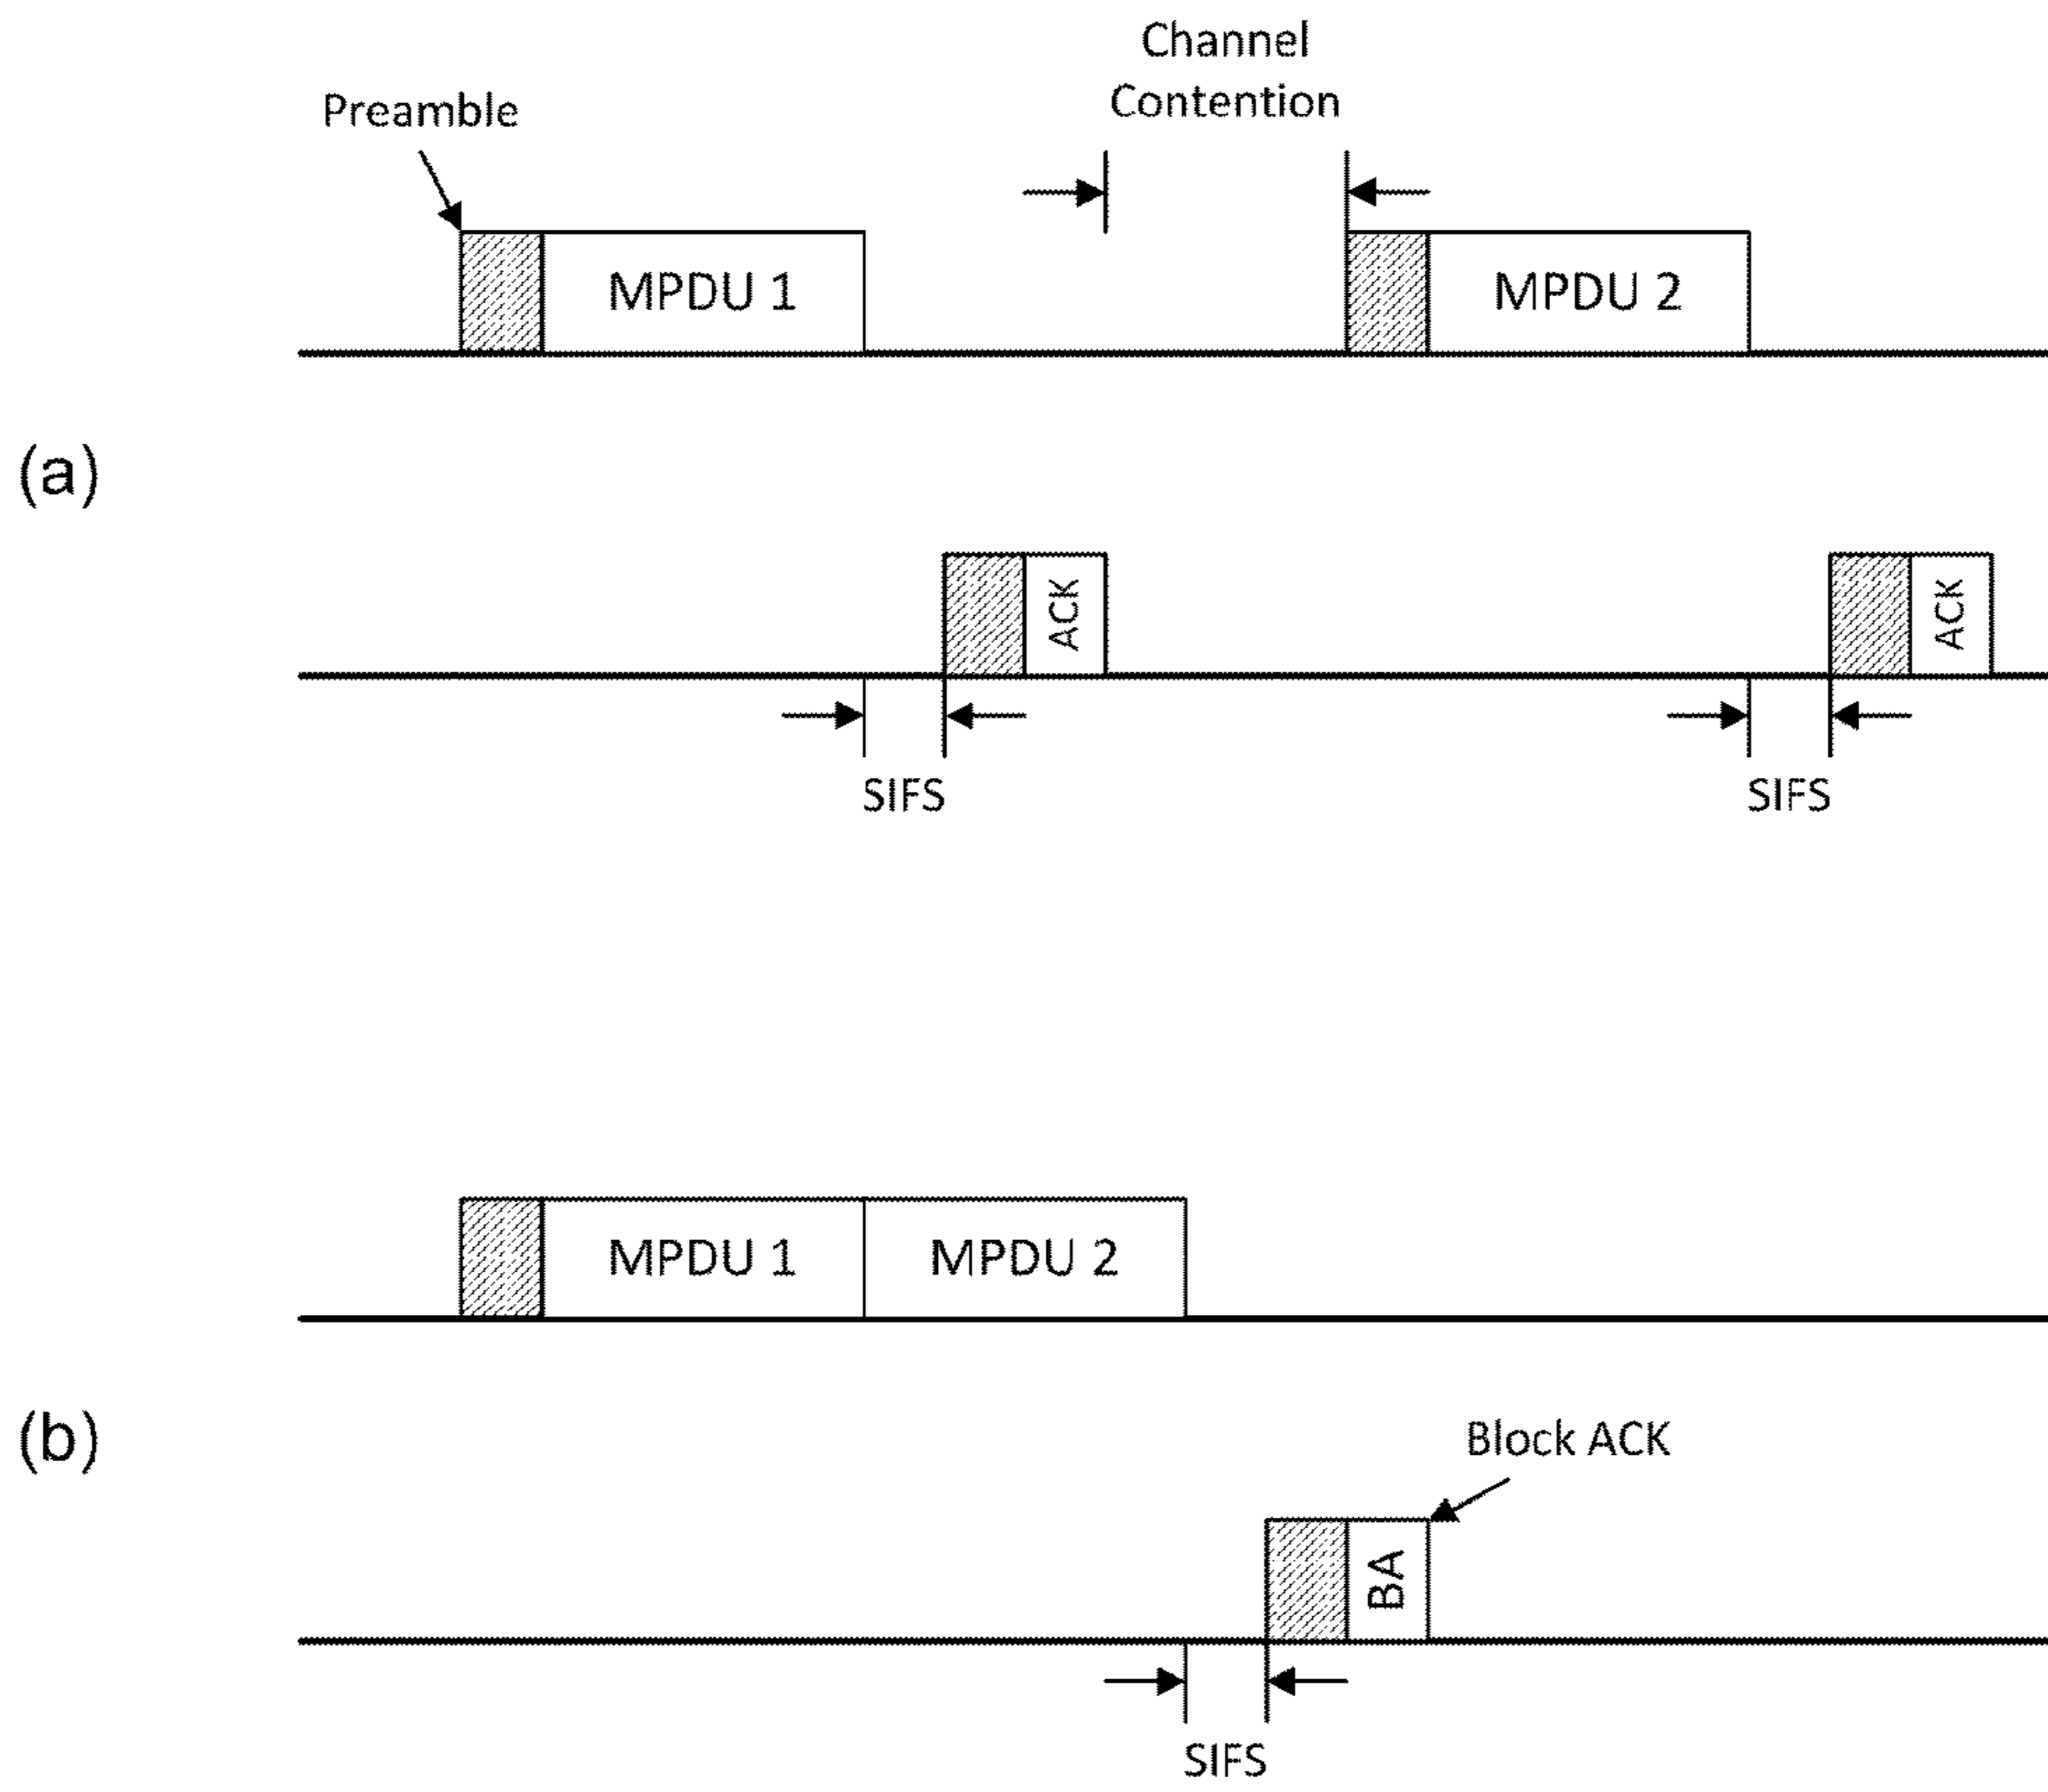 Channel
Contention
Preamble
MPDU 1
MPDU 2
(a)
ACK
ACK
SIFS
SIFS
MPDU 1
MPDU 2
(b)
Block ACK
BA
SIFS